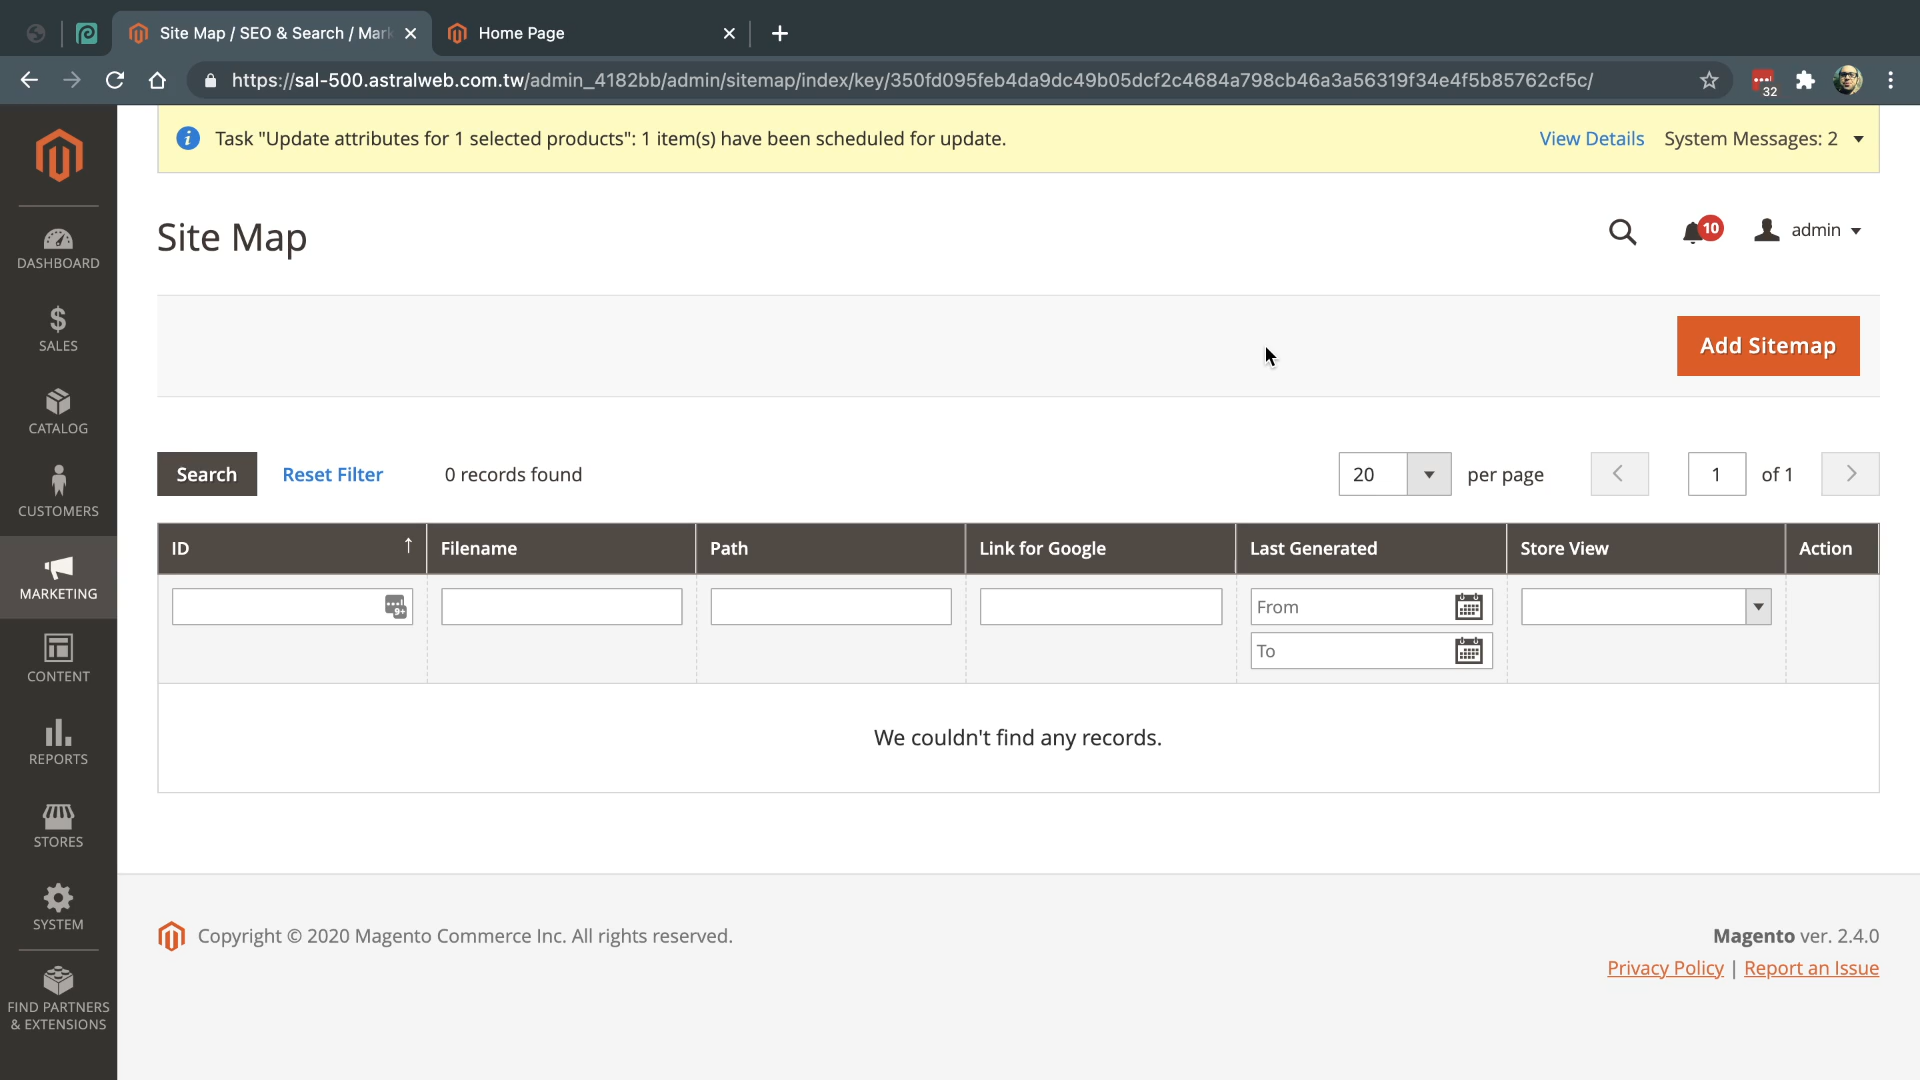 Site Map / SEO & Search / Mark
Home Page
https://sal-500.astralweb.com.tw/admin_4182bb/admin/sitemap/index/key/350fd095feb4da9dc49b05dcf2c4684a798cb46a3a56319f34e4f5b85762cf5c/
32
Task "Update attributes for 1 selected products": 1 item(s) have been scheduled for update.
View Details
System Messages: 2
Site Map
10
admin
DASHBOARD
SALES
CATALOG
CUSTOMERS
MARKETING
CONTENT
REPORTS
STORES
SYSTEM
FIND PARTNERS
& EXTENSIONS
Add Sitemap
Search
Reset Filter
0 records found
20
per page
1
of 1
ID
Filename
Path
Link for Google
Last Generated
Store View
Action
9+
From
To
We couldn't find any records.
Copyright © 2020 Magento Commerce Inc. All rights reserved.
Magento ver. 2.4.0
Privacy Policy | Report an Issue